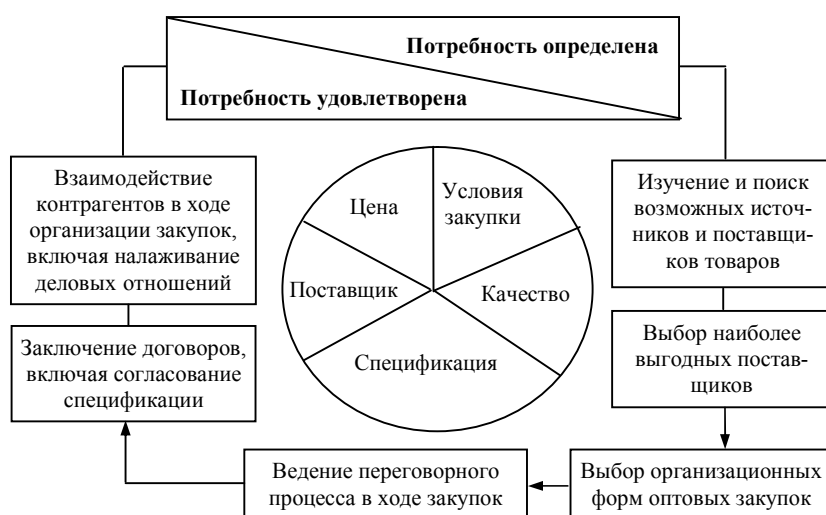 Потребность определена
Потребность удовлетворена
Взаимодействие
контрагентов в ходе
организации закупок,
включая налаживание
деловых отношений
Цена
Условия
закупки
Изучение и поиск
возможных источ-
ников и поставщи-
ков товаров
Поставщик
Качество
Спецификация
Заключение договоров,
включая согласование
спецификации
Выбор наиболее
выгодных постав-
щиков
Ведение переговорного
процесса в ходе закупок
Выбор организационных
форм оптовых закупок